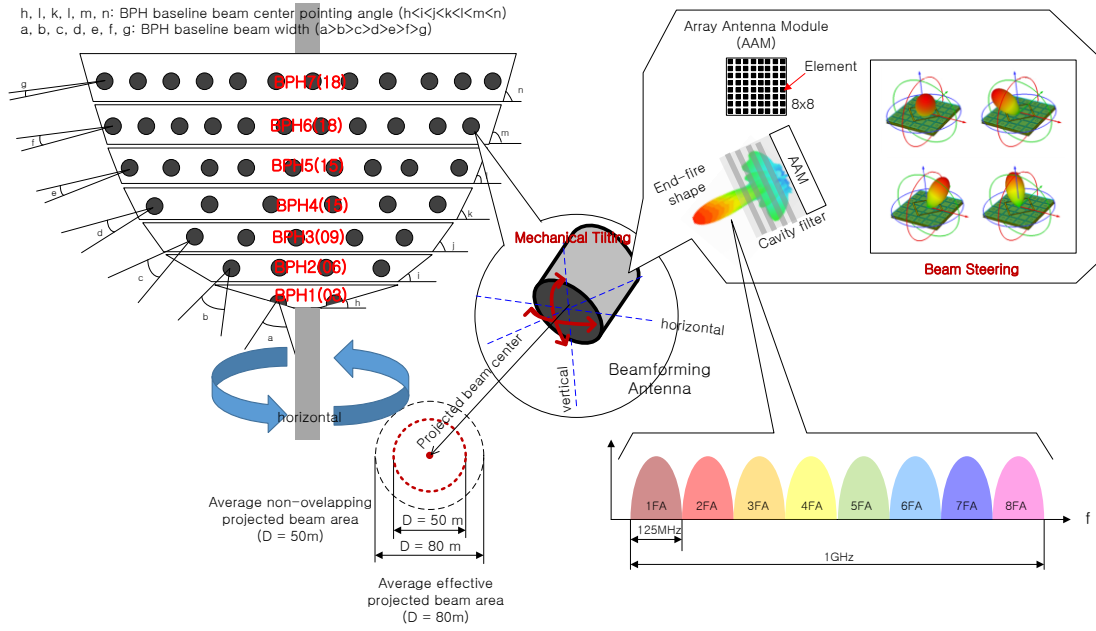 h, I, k, l, m, n: BPH baseline beam center pointing angle (h<i<j<k<l<m<n)
a, b, c, d, e, f, g: BPH baseline beam width (a>b>c>d>e>f>g)
BPH7(18)
g
n
BPH6(18)
f
m
BPH5(18)
e
l
BPH4(15)
d
k
BPH3(09)
c
j
BPH2(06)
b
i
BPH1(03)
a
h
horizontal
Array Antenna Module
(AAM)
Element
8x8
End-fire
shape
AAM
Cavity filter
Beam Steering
Mechanical Tilting
horizontal
vertical
Beamforming
Antenna
Projected beam center
Average non-ovelapping
projected beam area
(D = 50m)
D = 50 m
D = 80 m
Average effective
projected beam area
(D = 80m)
1FA
2FA
3FA
4FA
5FA
6FA
7FA
8FA
f
125MHz
1GHz